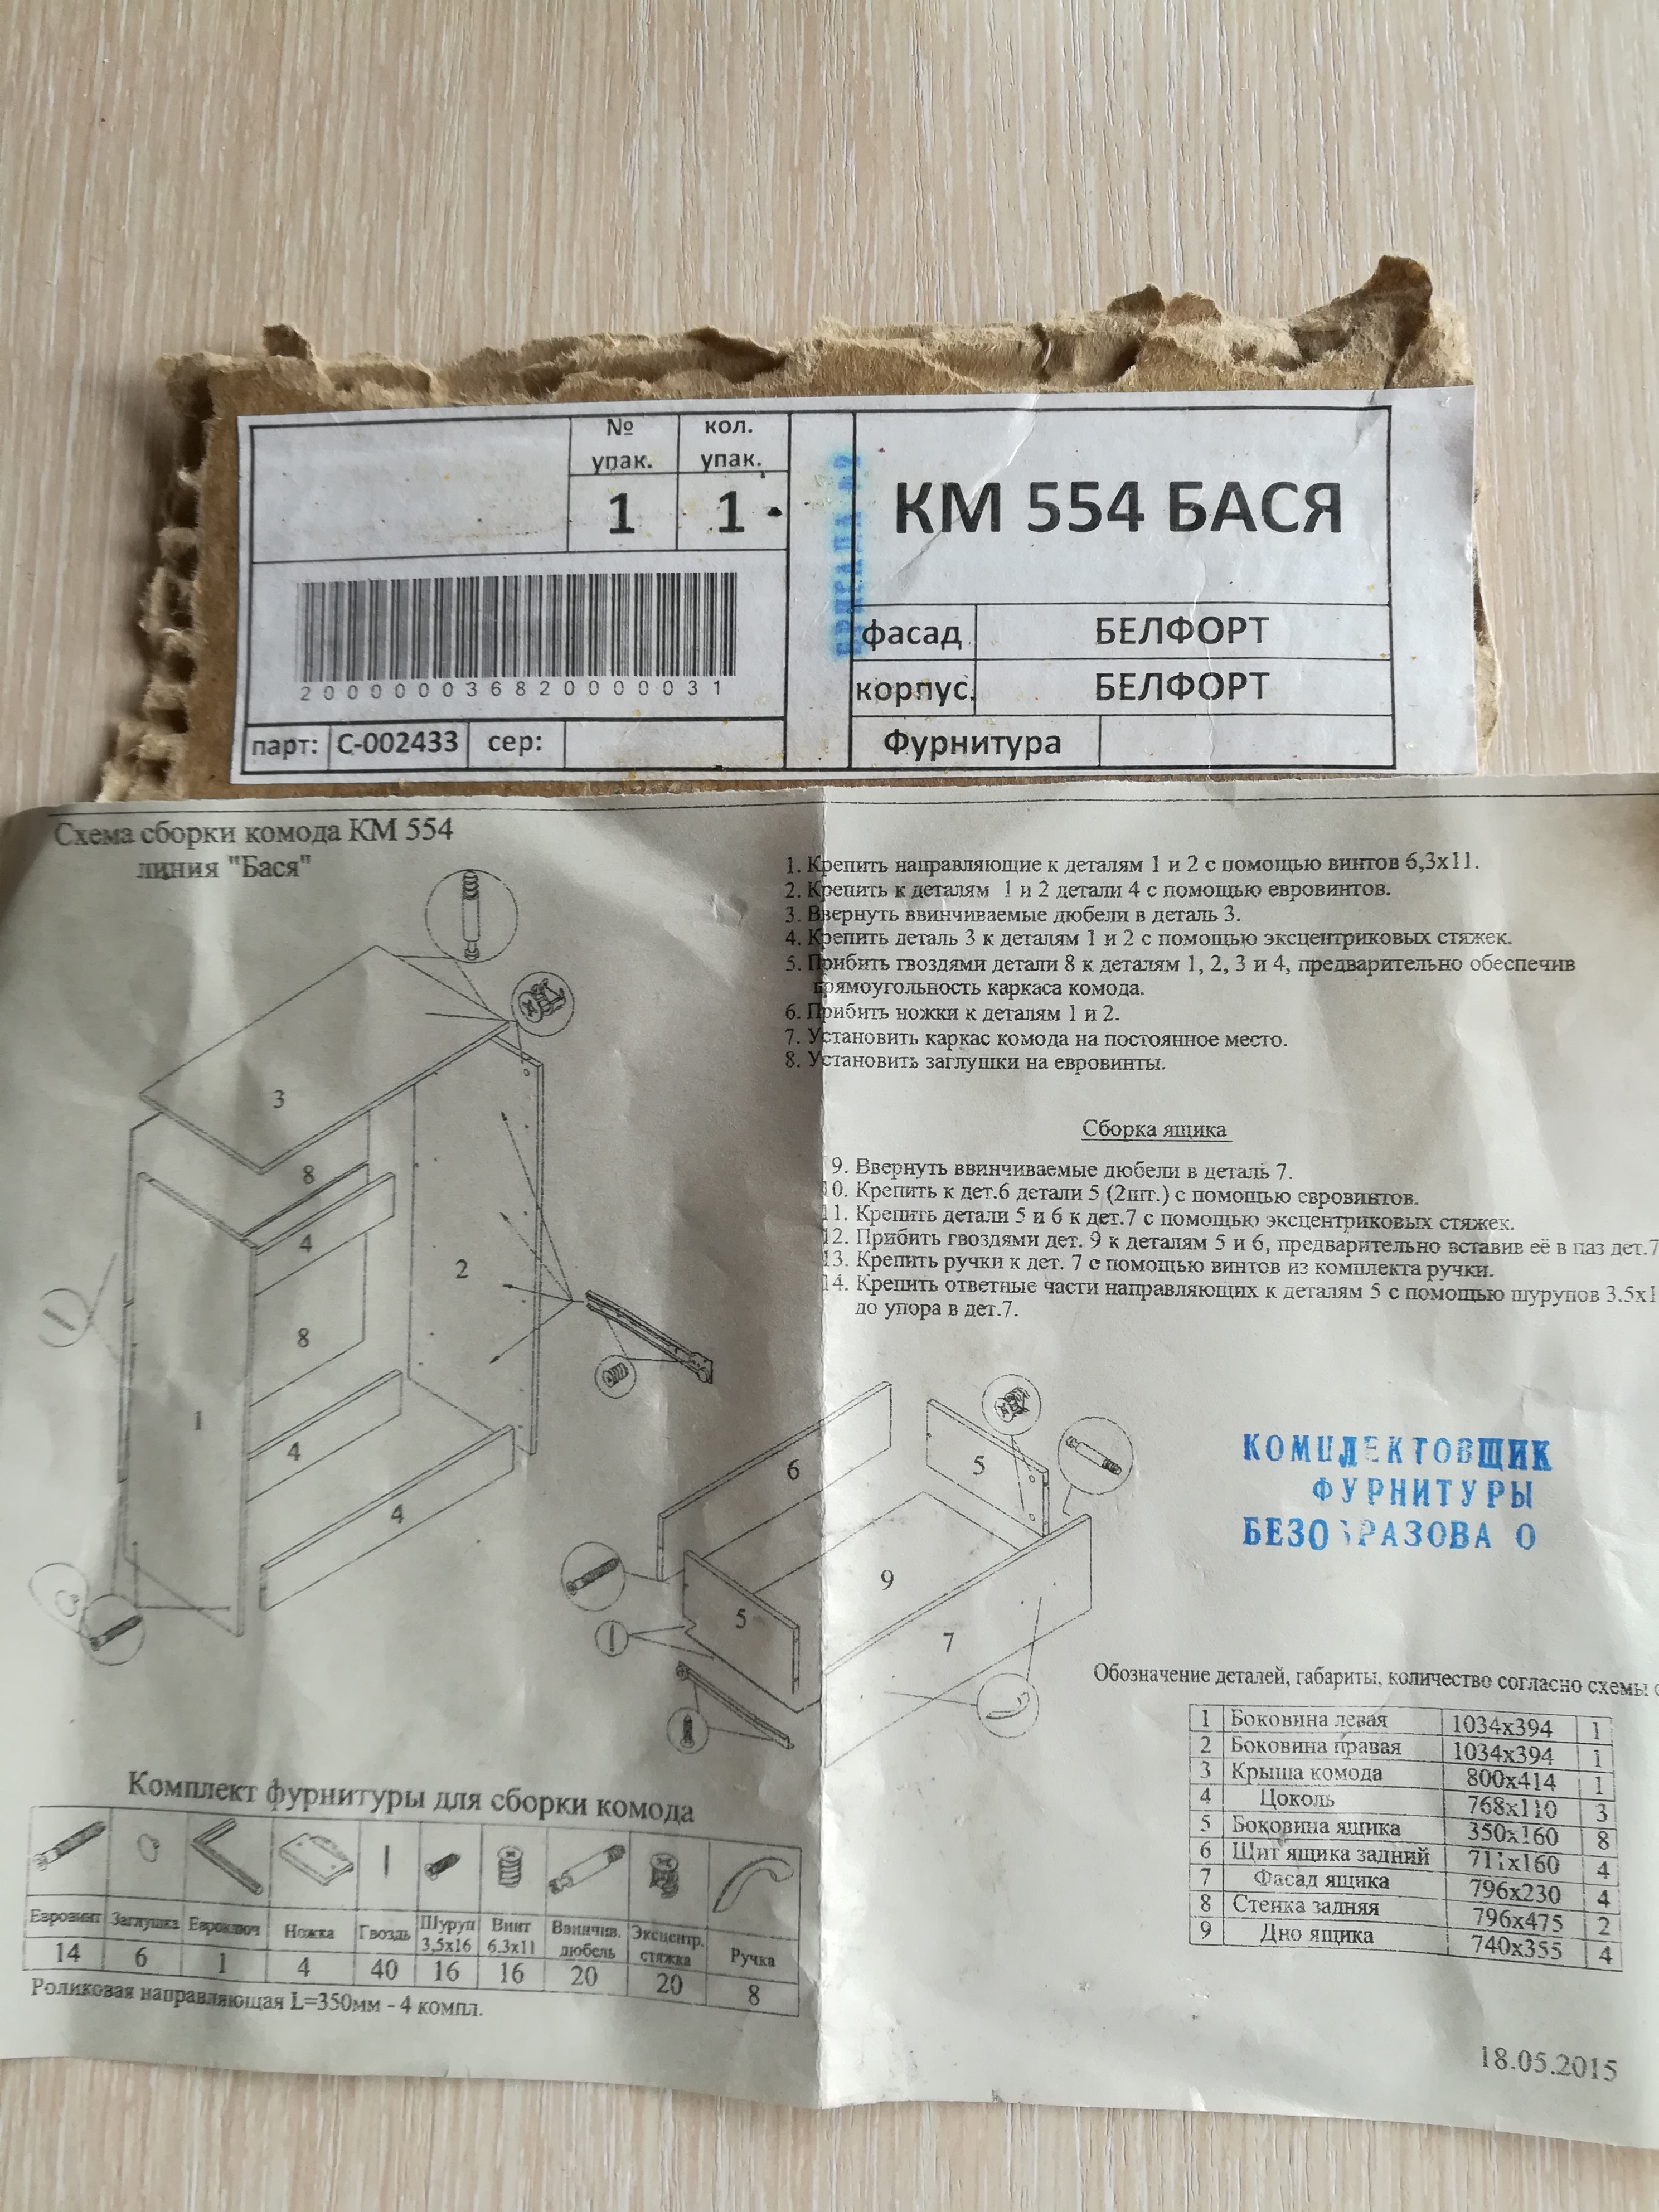 № упак.
кол. упак.
1
1
КМ 554 БАСЯ
фасад
БЕЛФОРТ
корпус.
БЕЛФОРТ
Фурнитура
2000000368200000031
парт:
С-002433
сер:
Схема сборки комода КМ 554
линия "Бася"
1. Крепить направляющие к деталям 1 и 2 с помощью винтов 6,3х11.
2. Крепить к деталям 1 и 2 детали 4 с помощью евровинтов.
3. Ввернуть ввинчиваемые дюбели в деталь 3.
4. Крепить деталь 3 к деталям 1 и 2 с помощью эксцентриковых стяжек.
5. Прибить гвоздями детали 8 к деталям 1, 2, 3 и 4, предварительно обеспечив
прямоугольность каркаса комода.
6. Прибить ножки к деталям 1 и 2.
7. Установить каркас комода на постоянное место.
8. Установить заглушки на евровинты.
Сборка ящика
9. Ввернуть ввинчиваемые дюбели в деталь 7.
10. Крепить к дет.6 детали 5 (2шт.) с помощью евровинтов.
11. Крепить детали 5 и 6 к дет.7 с помощью эксцентриковых стяжек.
12. Прибить гвоздями дет. 9 к деталям 5 и 6, предварительно вставив её в паз дет.7
13. Крепить ручки к дет. 7 с помощью винтов из комплекта ручки.
14. Крепить ответные части направляющих к деталям 5 с помощью шурупов 3.5х1
до упора в дет.7.
3
8
4
2
8
1
4
4
6
5
9
5
7
КОМПЛЕКТОВЩИК
ФУРНИТУРЫ
БЕЗОБРАЗОВА О
Обозначение деталей, габариты, количество согласно схемы
1 Боковина левая 1034х394 1
2 Боковина правая 1034х394 1
3 Крыша комода 800х414 1
4 Цоколь 768х110 3
5 Боковина ящика 350х160 8
6 Щит ящика задний 711х160 4
7 Фасад ящика 796х230 4
8 Стенка задняя 796х475 2
9 Дно ящика 740х355 4
Комплект фурнитуры для сборки комода
Евровинт Заглушка Евроключ Ножка Гвоздь Шуруп 3,5х16 Винт 6,3х11 Ввинчив. дюбель Эксцентр. стяжка Ручка
14 6 1 4 40 16 16 20 20 8
Роликовая направляющая L=350мм - 4 компл.
18.05.2015